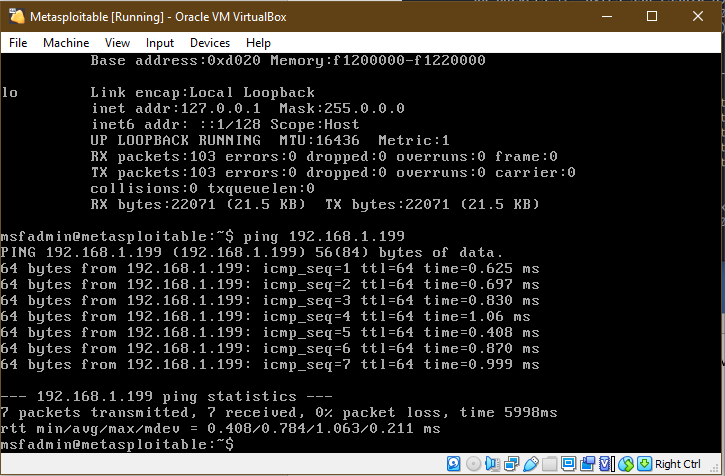 Metasploitable [Running] - Oracle VM VirtualBox
File Machine View Input Devices Help
Base address:0xd020 Memory:f1200000-f1220000
lo Link encap:Local Loopback
inet addr:127.0.0.1 Mask:255.0.0.0
inet6 addr: ::1/128 Scope:Host
UP LOOPBACK RUNNING MTU:16436 Metric:1
RX packets:103 errors:0 dropped:0 overruns:0 frame:0
TX packets:103 errors:0 dropped:0 overruns:0 carrier:0
collisions:0 txqueuelen:0
RX bytes:22071 (21.5 KB) TX bytes:22071 (21.5 KB)
msfadmin@metasploitable:~$ ping 192.168.1.199
PING 192.168.1.199 (192.168.1.199) 56(84) bytes of data.
64 bytes from 192.168.1.199: icmp_seq=1 ttl=64 time=0.625 ms
64 bytes from 192.168.1.199: icmp_seq=2 ttl=64 time=0.697 ms
64 bytes from 192.168.1.199: icmp_seq=3 ttl=64 time=0.830 ms
64 bytes from 192.168.1.199: icmp_seq=4 ttl=64 time=1.06 ms
64 bytes from 192.168.1.199: icmp_seq=5 ttl=64 time=0.408 ms
64 bytes from 192.168.1.199: icmp_seq=6 ttl=64 time=0.870 ms
64 bytes from 192.168.1.199: icmp_seq=7 ttl=64 time=0.999 ms
--- 192.168.1.199 ping statistics ---
7 packets transmitted, 7 received, 0% packet loss, time 5998ms
rtt min/avg/max/mdev = 0.408/0.784/1.063/0.211 ms
msfadmin@metasploitable:~$
Right Ctrl